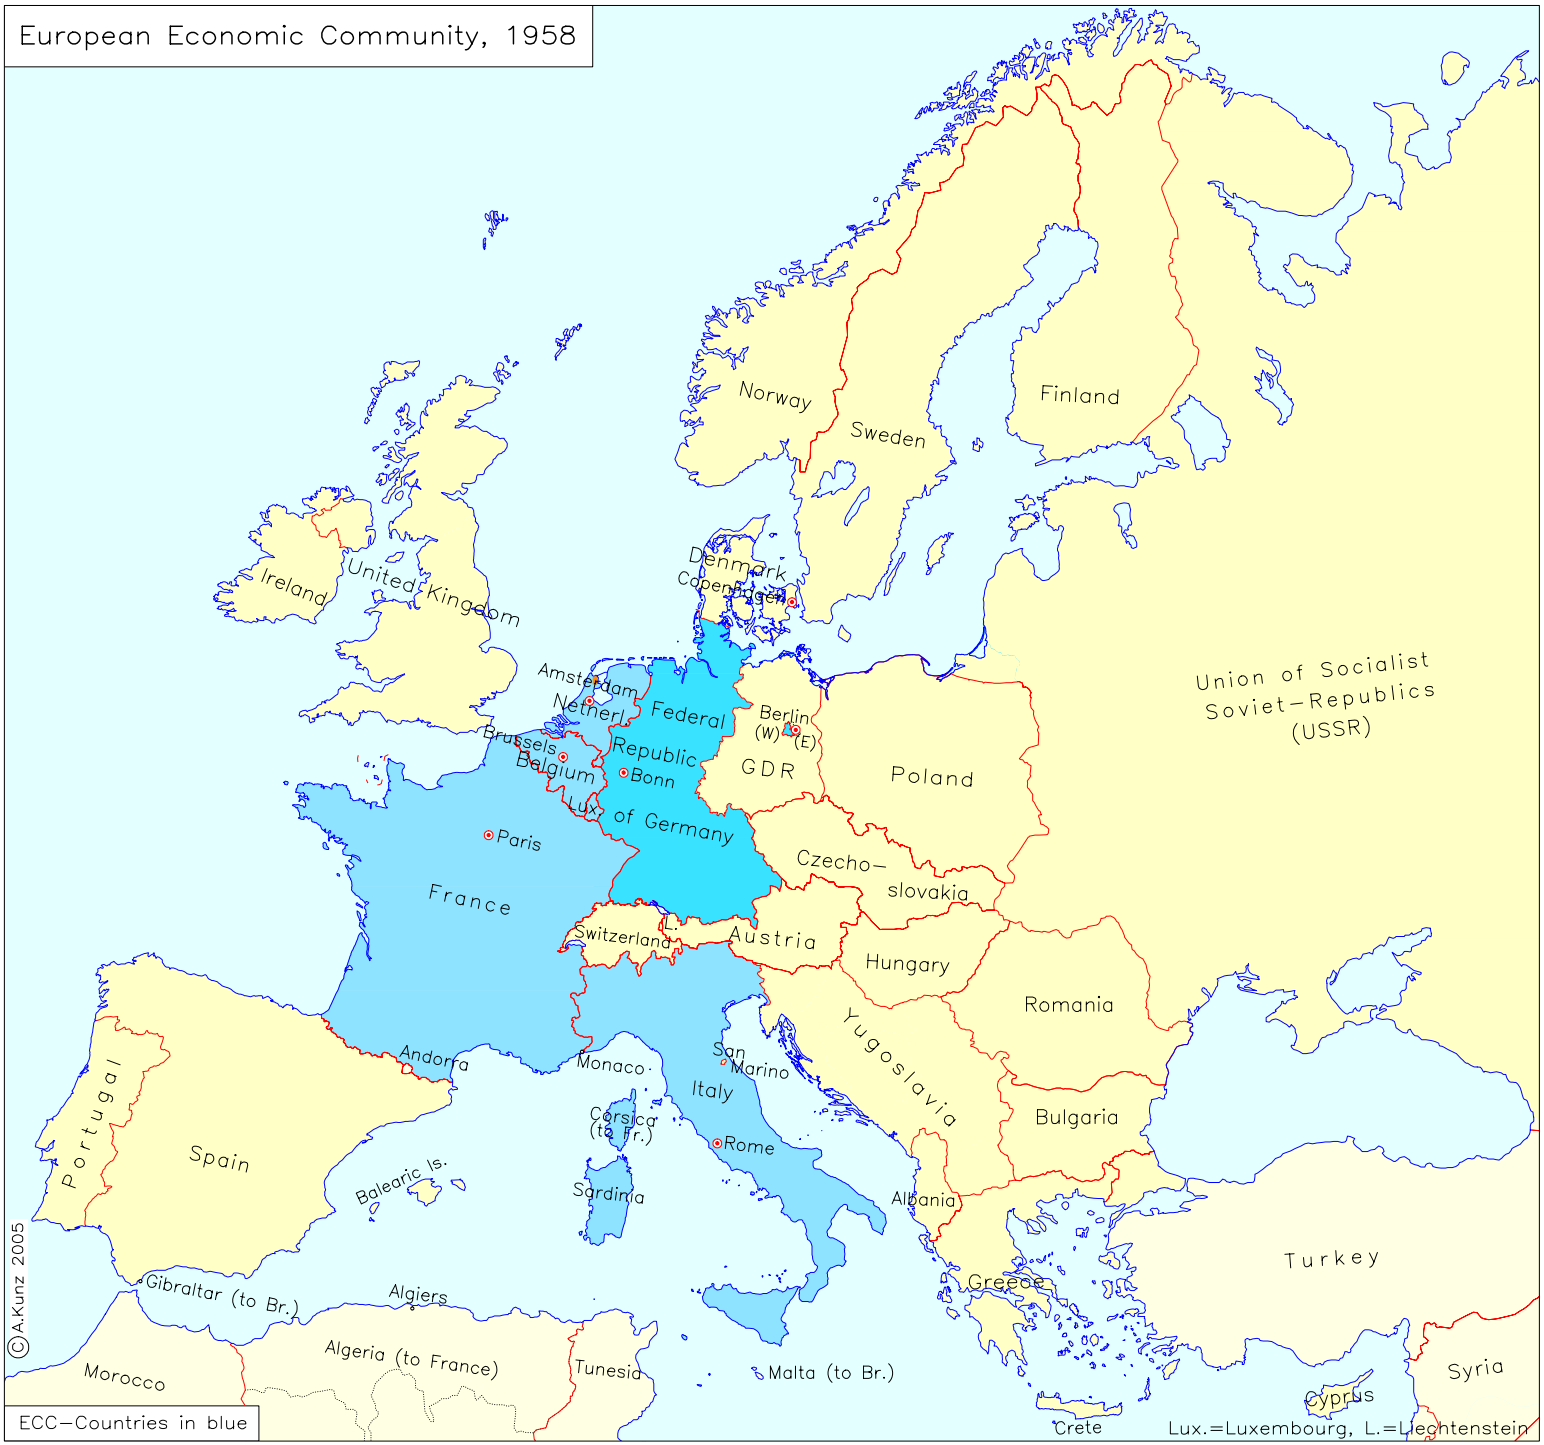 European Economic Community, 1958
Norway
Finland
Sweden
Denmark
Copenhagen
Ireland
United Kingdom
Union of Socialist
Soviet-Republics
(USSR)
Amsterdam
Netherl.
Federal
Republic
of Germany
Berlin
(W) (E)
GDR
Poland
Brussels
Belgium
Bonn
Lux.
Paris
France
Czecho-
slovakia
L.
Switzerland
Austria
Hungary
Romania
Yugoslavia
Andorra
Monaco
San
Marino
Italy
Corsica
(to Fr.)
Rome
Bulgaria
Portugal
Spain
Balearic Is.
Sardinia
Albania
Greece
Turkey
Gibraltar (to Br.)
Algiers
Algeria (to France)
Tunesia
Morocco
Malta (to Br.)
Syria
Cyprus
Crete
©A.Kunz 2005
ECC-Countries in blue
Lux.=Luxembourg, L.=Liechtenstein